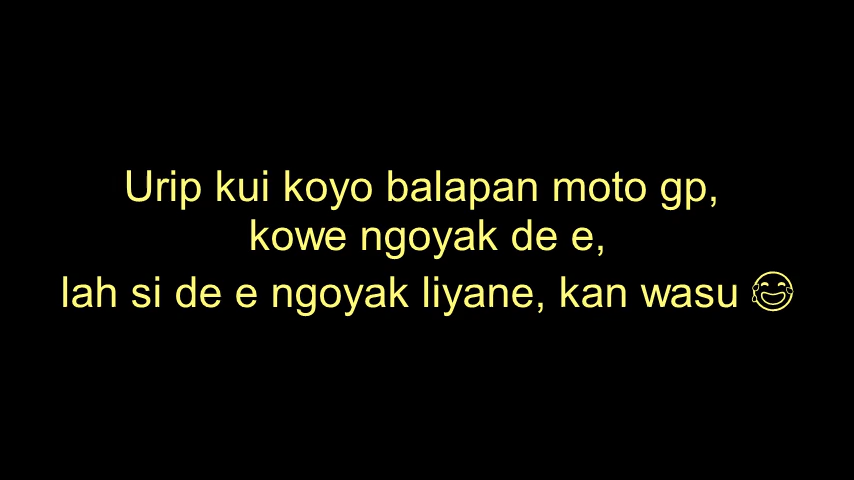 Urip kui koyo balapan moto gp,
kowe ngoyak de e,
lah si de e ngoyak liyane, kan wasu 😂